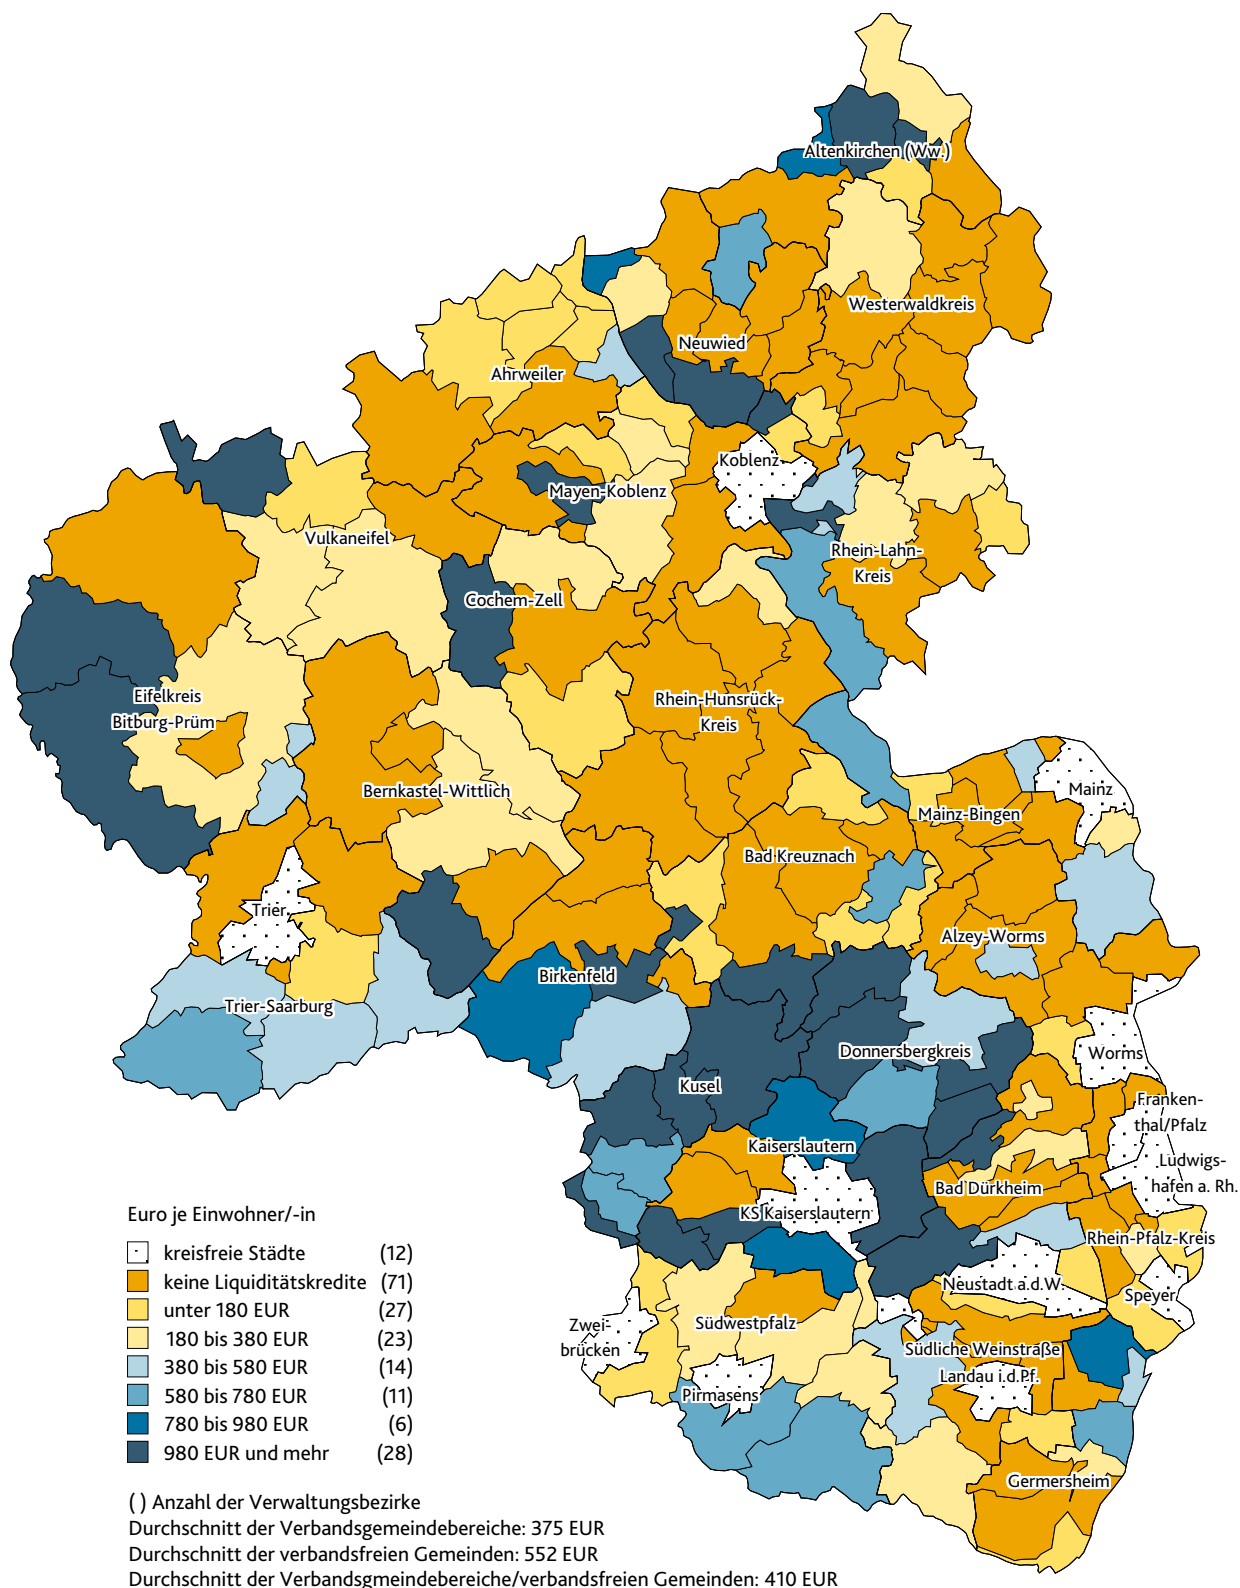 Altenkirchen (Ww.)
Westerwaldkreis
Neuwied
Ahrweiler
Koblenz
Mayen-Koblenz
Vulkaneifel
Rhein-Lahn-
Kreis
Cochem-Zell
Eifelkreis
Bitburg-Prüm
Rhein-Hunsrück-
Kreis
Bernkastel-Wittlich
Mainz
Mainz-Bingen
Bad Kreuznach
Trier
Alzey-Worms
Birkenfeld
Trier-Saarburg
Donnersbergkreis
Worms
Kusel
Franken-
thal/Pfalz
Kaiserslautern
Ludwigs-
hafen a. Rh.
Bad Dürkheim
KS Kaiserslautern
Rhein-Pfalz-Kreis
Neustadt a.d.W.
Speyer
Südwestpfalz
Zwei-
brücken
Südliche Weinstraße
Landau i.d.Pf.
Pirmasens
Germersheim
Euro je Einwohner/-in
kreisfreie Städte (12)
keine Liquiditätskredite (71)
unter 180 EUR (27)
180 bis 380 EUR (23)
380 bis 580 EUR (14)
580 bis 780 EUR (11)
780 bis 980 EUR (6)
980 EUR und mehr (28)
( ) Anzahl der Verwaltungsbezirke
Durchschnitt der Verbandsgemeindebereiche: 375 EUR
Durchschnitt der verbandsfreien Gemeinden: 552 EUR
Durchschnitt der Verbandsgmeindebereiche/verbandsfreien Gemeinden: 410 EUR